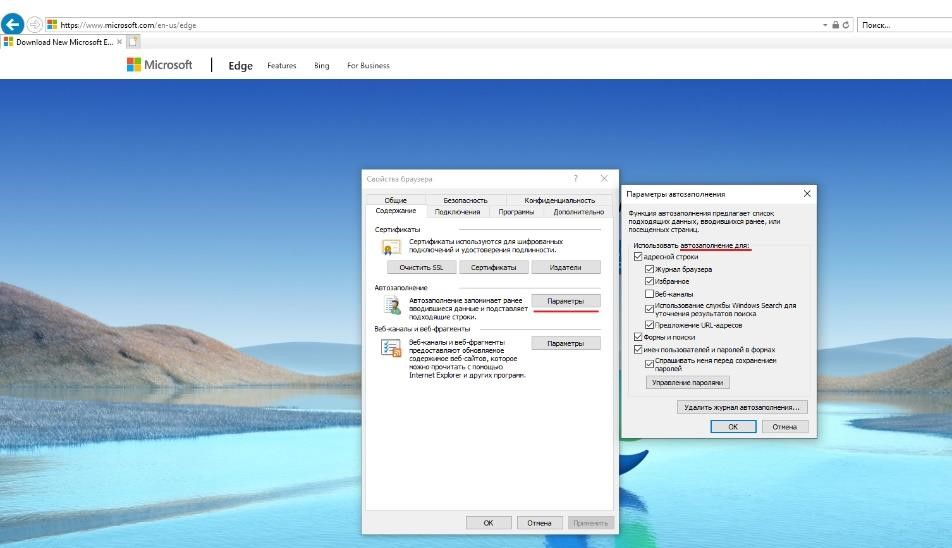 https://www.microsoft.com/en-us/edge
Поиск...
Download New Microsoft E...
Microsoft
Edge
Features
Bing
For Business
Свойства браузера
Общие
Безопасность
Конфиденциальность
Содержание
Подключения
Программы
Дополнительно
Сертификаты
Сертификаты используются для шифрованных
подключений и удостоверения подлинности.
Очистить SSL
Сертификаты
Издатели
Автозаполнение
Автозаполнение запоминает ранее
вводившиеся данные и подставляет
подходящие строки.
Параметры
Веб-каналы и веб-фрагменты
Веб-каналы и веб-фрагменты
предоставляют обновляемое
содержимое веб-сайтов, которое
можно прочитать с помощью
Internet Explorer и других программ.
Параметры
OK
Отмена
Применить
Параметры автозаполнения
Функция автозаполнения предлагает список
подходящих данных, вводившихся ранее, или
посещенных страниц.
Использовать автозаполнение для:
адресной строки
Журнал браузера
Избранное
Веб-каналы
Использование службы Windows Search для
уточнения результатов поиска
Предложение URL-адресов
Формы и поиски
имен пользователей и паролей в формах
Спрашивать меня перед сохранением
паролей
Управление паролями
Удалить журнал автозаполнения...
OK
Отмена